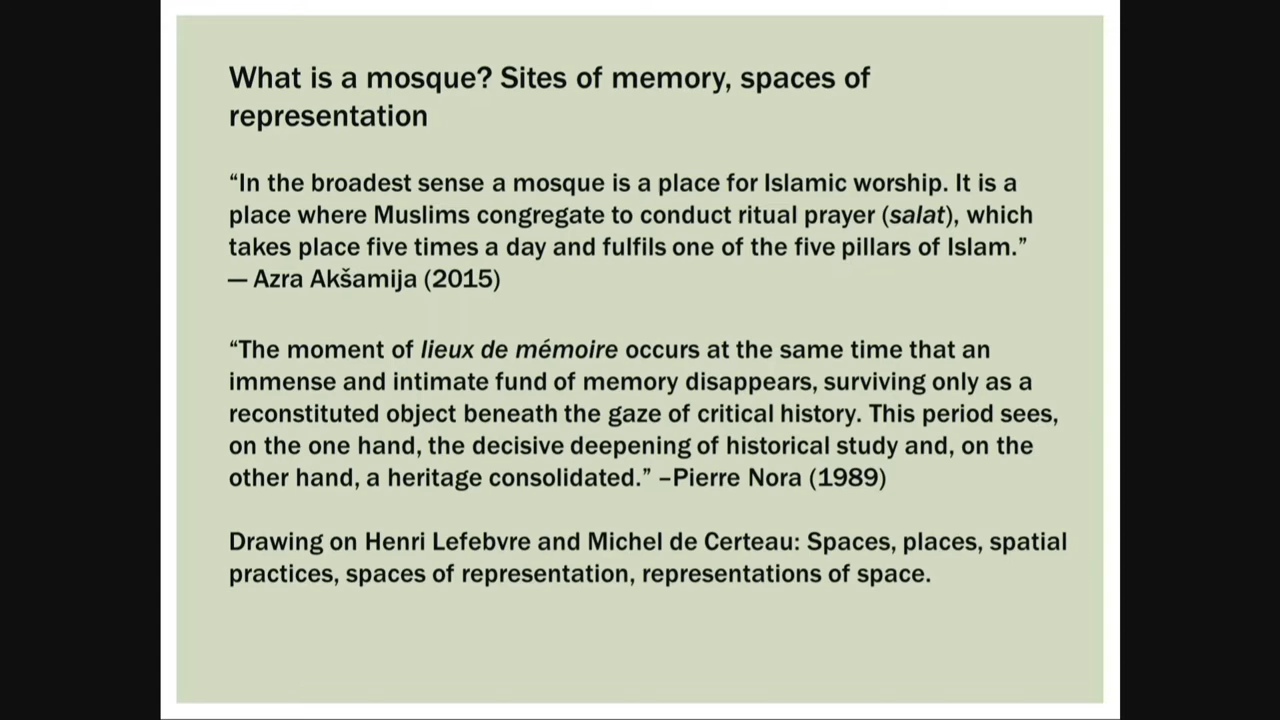 What is a mosque? Sites of memory, spaces of
representation
“In the broadest sense a mosque is a place for Islamic worship. It is a
place where Muslims congregate to conduct ritual prayer (salat), which
takes place five times a day and fulfils one of the five pillars of Islam.”
— Azra Akšamija (2015)
“The moment of lieux de mémoire occurs at the same time that an
immense and intimate fund of memory disappears, surviving only as a
reconstituted object beneath the gaze of critical history. This period sees,
on the one hand, the decisive deepening of historical study and, on the
other hand, a heritage consolidated.” –Pierre Nora (1989)
Drawing on Henri Lefebvre and Michel de Certeau: Spaces, places, spatial
practices, spaces of representation, representations of space.